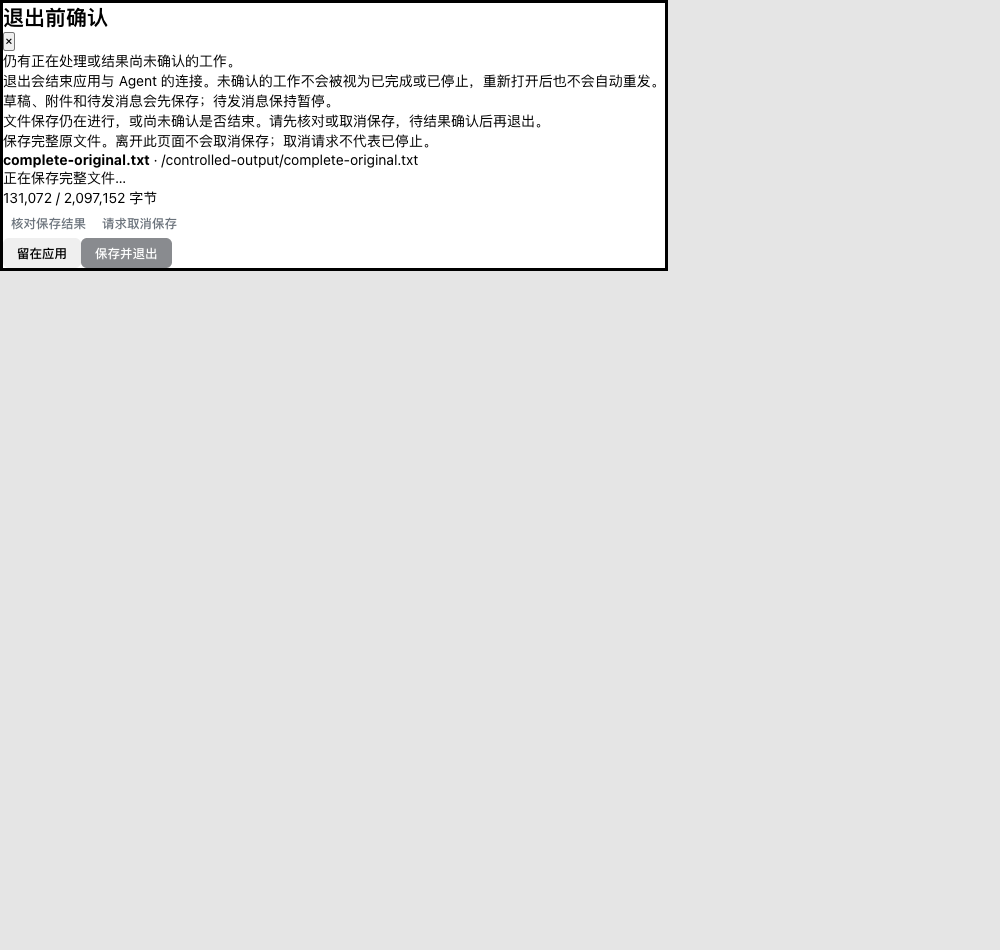 退出前确认
×
仍有正在处理或结果尚未确认的工作。
退出会结束应用与 Agent 的连接。未确认的工作不会被视为已完成或已停止，重新打开后也不会自动重发。
草稿、附件和待发消息会先保存；待发消息保持暂停。
文件保存仍在进行，或尚未确认是否结束。请先核对或取消保存，待结果确认后再退出。
保存完整原文件。离开此页面不会取消保存；取消请求不代表已停止。
complete-original.txt · /controlled-output/complete-original.txt
正在保存完整文件…
131,072 / 2,097,152 字节
核对保存结果 请求取消保存
留在应用 保存并退出